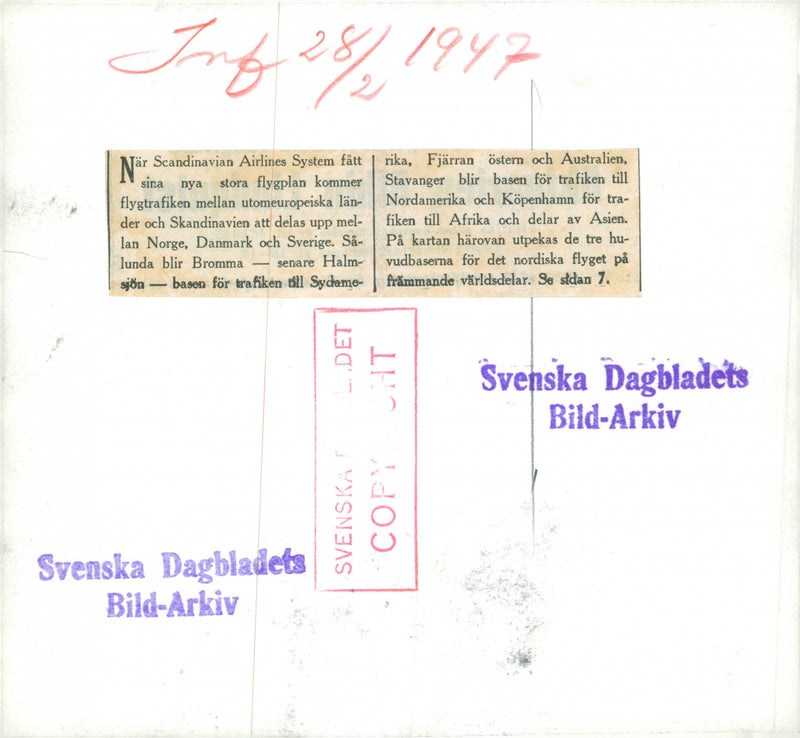 Inf 28/2 1947
När Scandinavian Airlines System fått
sina nya stora flygplan kommer
flygtrafiken mellan utomeuropeiska län-
der och Skandinavien att delas upp mel-
lan Norge, Danmark och Sverige. Så-
lunda blir Bromma — senare Halm-
sjön — basen för trafiken till Sydame-
rika, Fjärran östern och Australien,
Stavanger blir basen för trafiken till
Nordamerika och Köpenhamn för tra-
fiken till Afrika och delar av Asien.
På kartan härovan utpekas de tre hu-
vudbaserna för det nordiska flyget på
främmande världsdelar. Se sidan 7.
SVENSKA
COPY HT
Svenska Dagbladets
Bild-Arkiv
Svenska Dagbladets
Bild-Arkiv